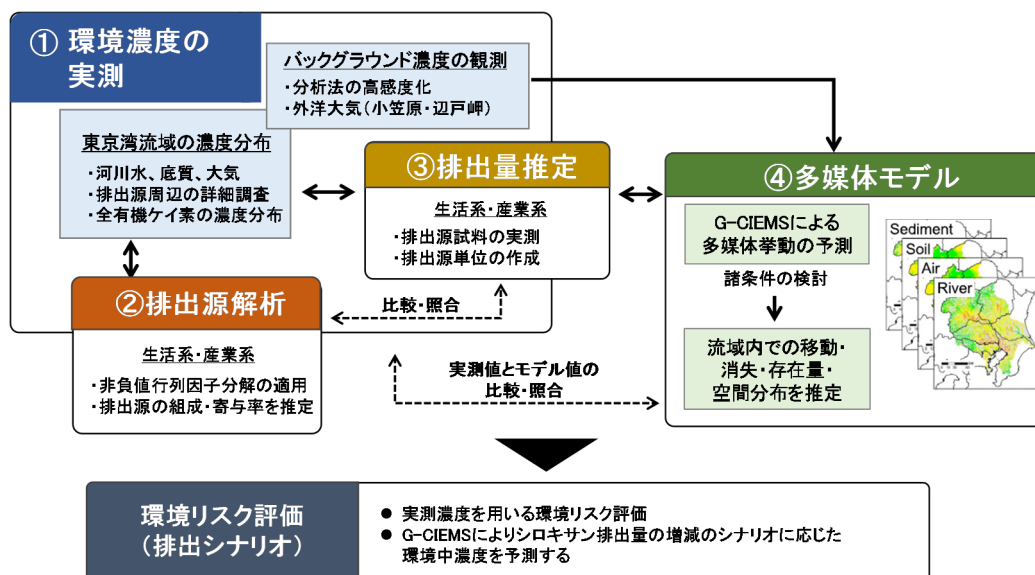 ① 環境濃度の
実測
バックグラウンド濃度の観測
・分析法の高感度化
・外洋大気(小笠原・辺戸岬)
東京湾流域の濃度分布
・河川水、底質、大気
・排出源周辺の詳細調査
・全有機ケイ素の濃度分布
③排出量推定
生活系・産業系
・排出源試料の実測
・排出源単位の作成
②排出源解析
生活系・産業系
・非負値行列因子分解の適用
・排出源の組成・寄与率を推定
比較・照合
実測値とモデル値の
比較・照合
④多媒体モデル
G-CIEMSによる
多媒体挙動の予測
諸条件の検討
流域内での移動・
消失・存在量・
空間分布を推定
Sediment
Soil
Air
River
環境リスク評価
(排出シナリオ)
● 実測濃度を用いる環境リスク評価
● G-CIEMSによりシロキサン排出量の増減のシナリオに応じた
環境中濃度を予測する